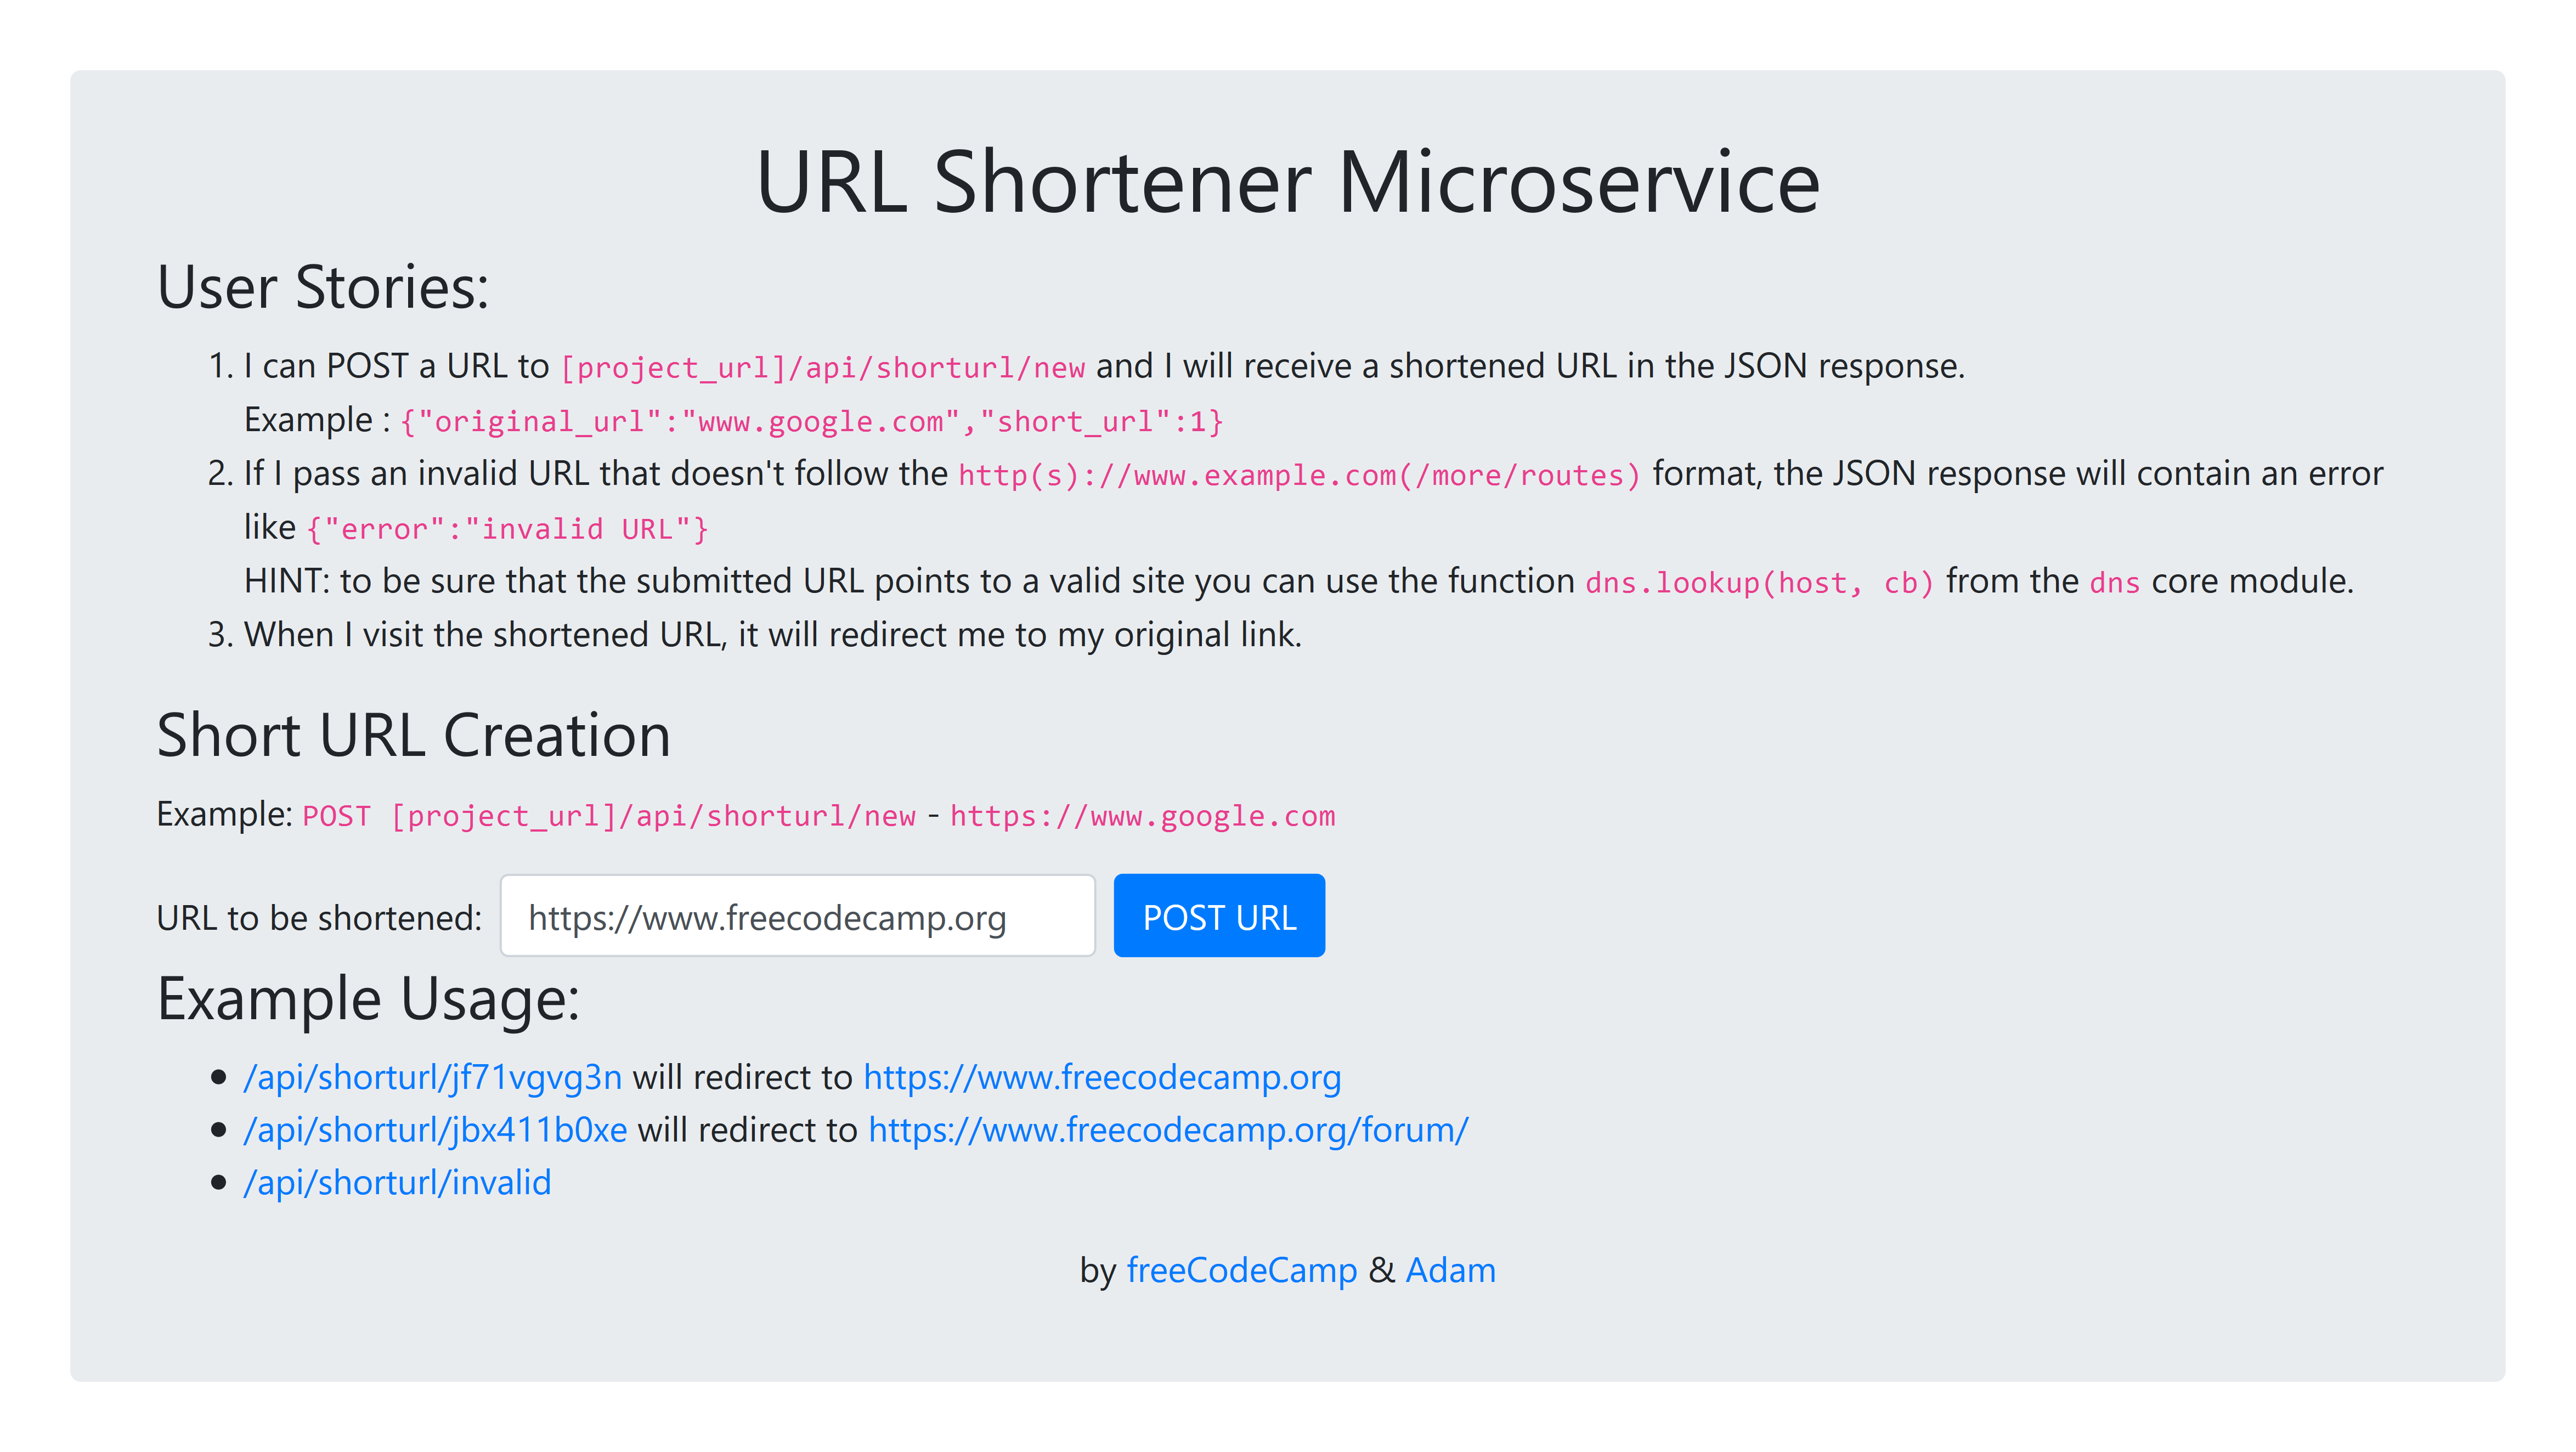 URL Shortener Microservice
User Stories:
1. I can POST a URL to [project_url]/api/shorturl/new and I will receive a shortened URL in the JSON response.
Example : {"original_url":"www.google.com","short_url":1}
2. If I pass an invalid URL that doesn't follow the http(s)://www.example.com(/more/routes) format, the JSON response will contain an error
like {"error":"invalid URL"}
HINT: to be sure that the submitted URL points to a valid site you can use the function dns.lookup(host, cb) from the dns core module.
3. When I visit the shortened URL, it will redirect me to my original link.
Short URL Creation
Example: POST [project_url]/api/shorturl/new - https://www.google.com
URL to be shortened: https://www.freecodecamp.org POST URL
Example Usage:
• /api/shorturl/jf71vgvg3n will redirect to https://www.freecodecamp.org
• /api/shorturl/jbx411b0xe will redirect to https://www.freecodecamp.org/forum/
• /api/shorturl/invalid
by freeCodeCamp & Adam